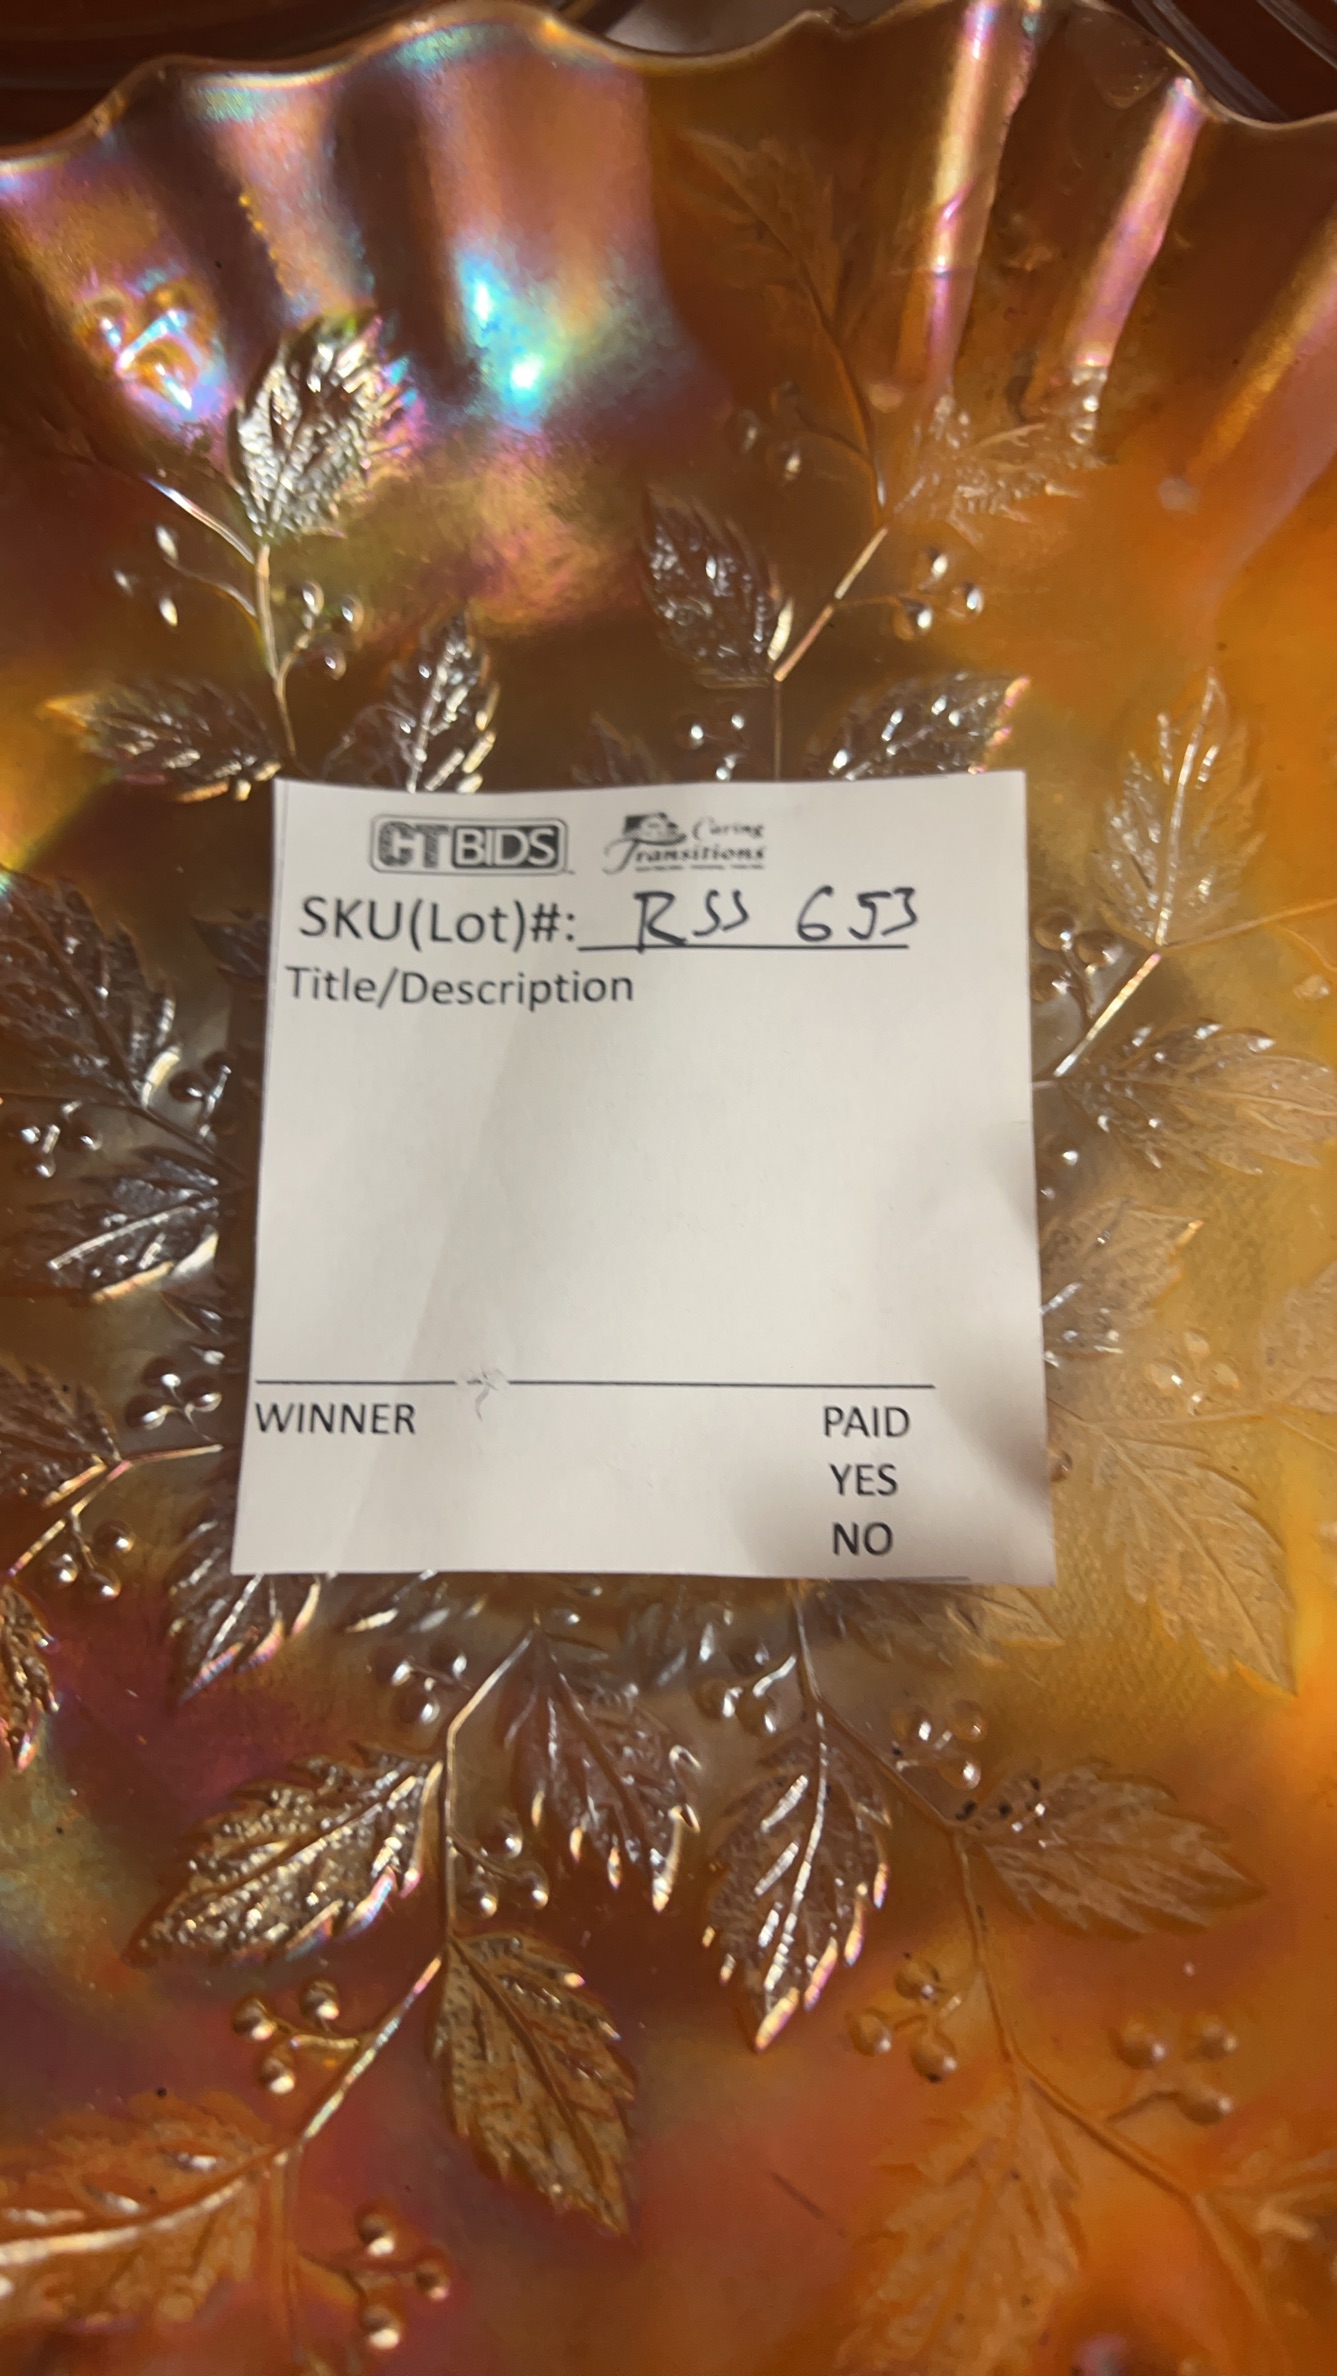 CTBIDS Caring Transitions
SKU(Lot)#: RSS 653
Title/Description
WINNER PAID
YES
NO